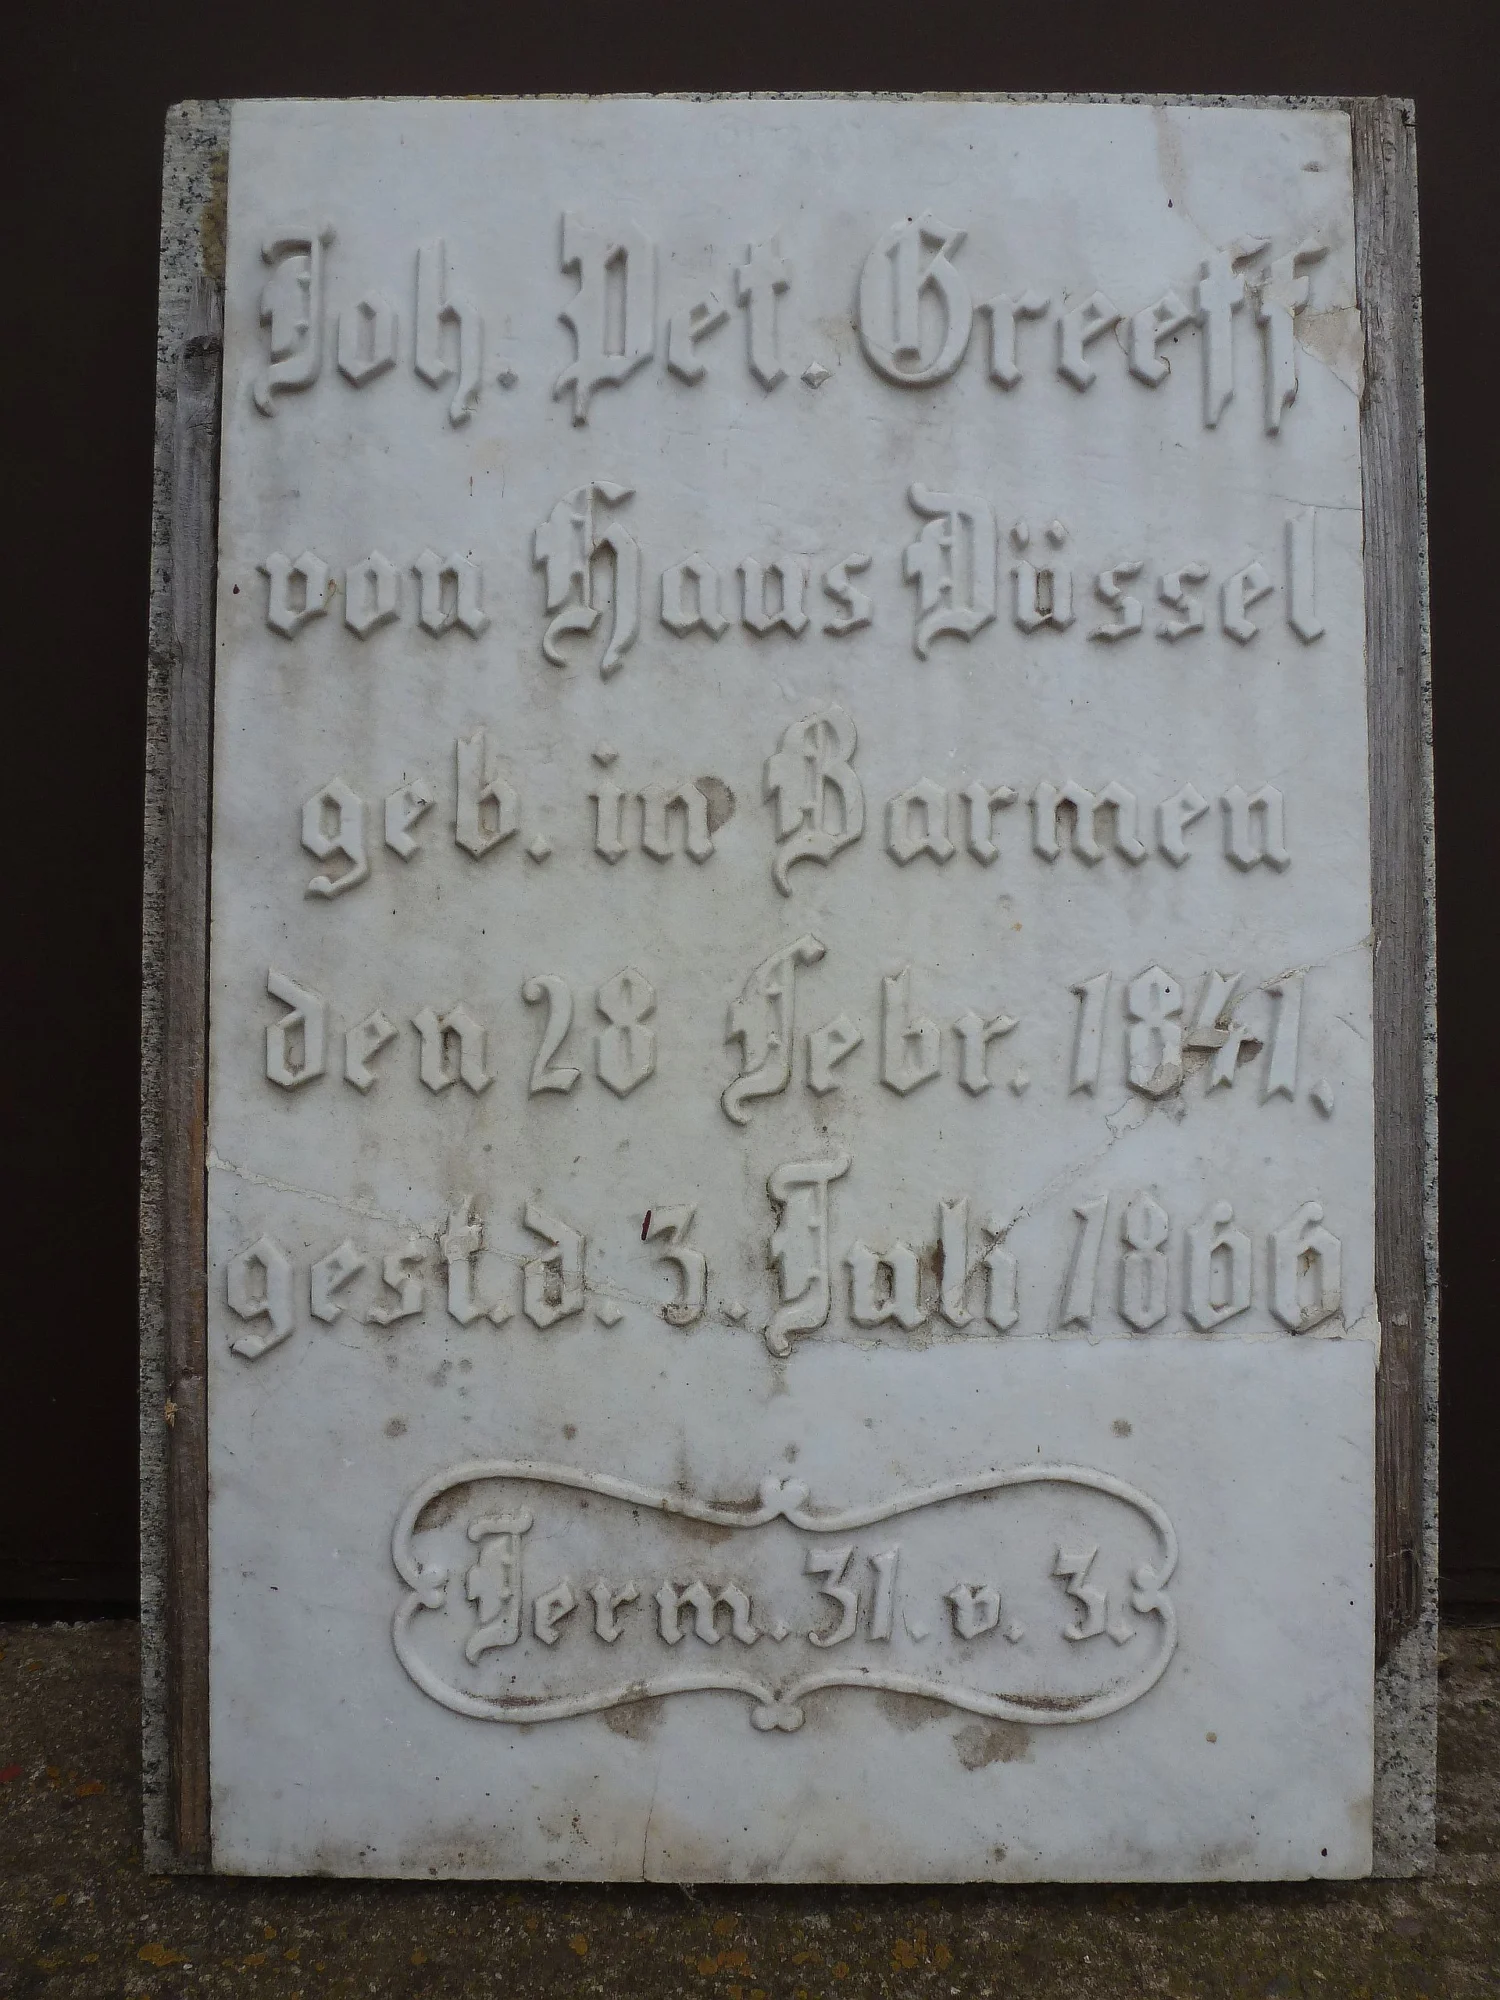 Joh. Pet. Greeff
von Haus Düssel
geb. in Barmen
den 28 Febr. 1841.
gest. d. 3. Juli 1866
Jerm. 31. v. 3.